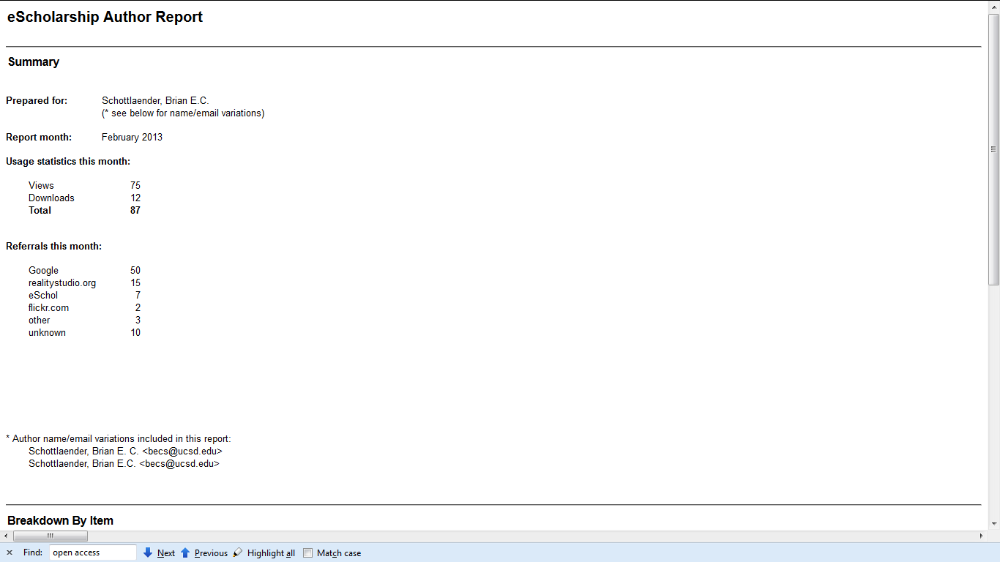 eScholarship Author Report
Summary
Prepared for: Schottlaender, Brian E.C.
(* see below for name/email variations)
Report month: February 2013
Usage statistics this month:
Views 75
Downloads 12
Total 87
Referrals this month:
Google 50
realitystudio.org 15
eSchol 7
flickr.com 2
other 3
unknown 10
* Author name/email variations included in this report:
Schottlaender, Brian E. C. <becs@ucsd.edu>
Schottlaender, Brian E.C. <becs@ucsd.edu>
Breakdown By Item
Find: open access Next Previous Highlight all Match case